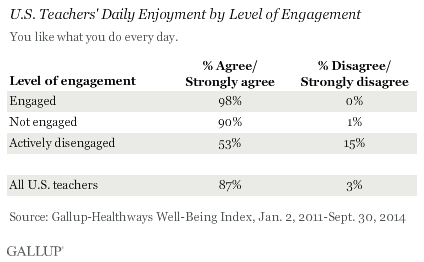 U.S. Teachers' Daily Enjoyment by Level of Engagement
You like what you do every day.
% Agree/ % Disagree/
Level of engagement Strongly agree Strongly disagree
Engaged 98% 0%
Not engaged 90% 1%
Actively disengaged 53% 15%
All U.S. teachers 87% 3%
Source: Gallup-Healthways Well-Being Index, Jan. 2, 2011-Sept. 30, 2014
GALLUP®